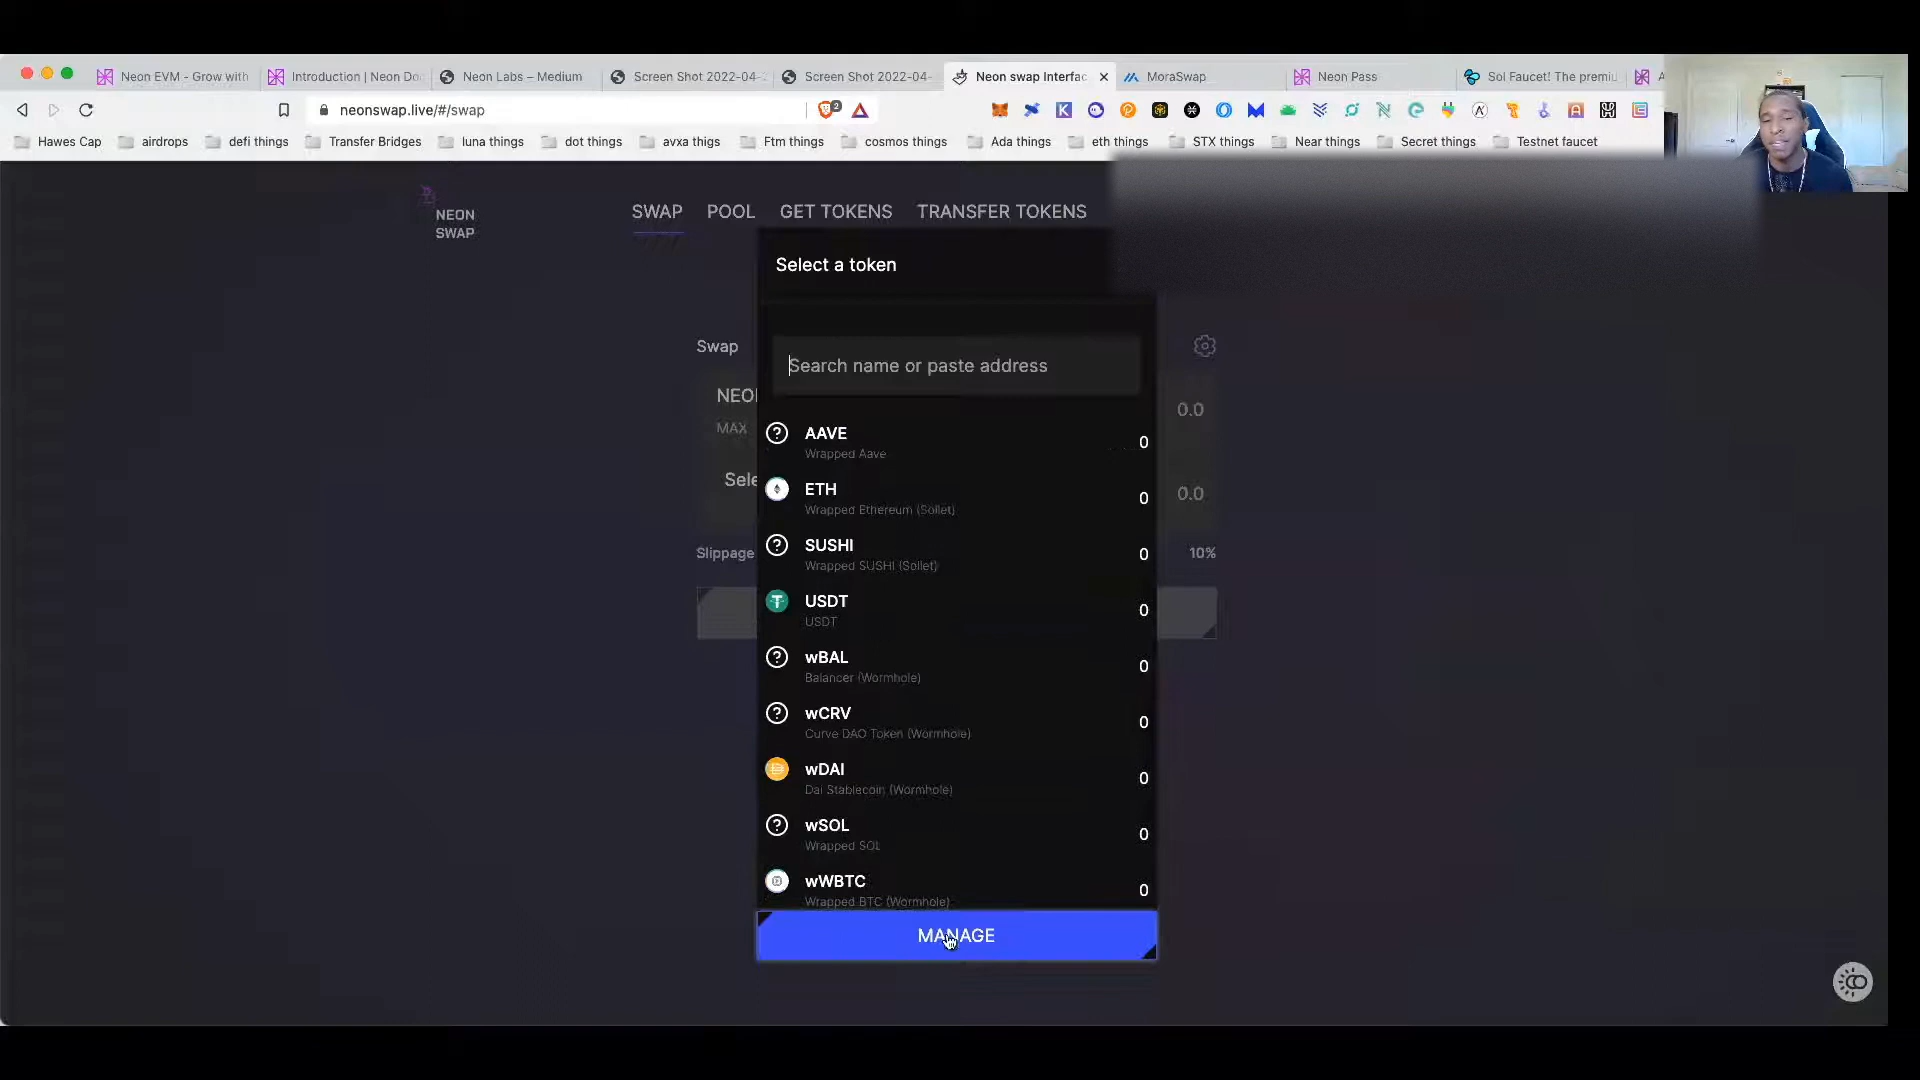 Neon EVM - Grow with
Introduction | Neon Do
Neon Labs – Medium
Screen Shot 2022-04-2
Screen Shot 2022-04-
Neon swap Interfac
MoraSwap
Neon Pass
Sol Faucet! The premiu
A
neonswap.live/#/swap
2
Hawes Cap
airdrops
defi things
Transfer Bridges
luna things
dot things
avxa thigs
Ftm things
cosmos things
Ada things
eth things
STX things
Near things
Secret things
Testnet faucet
NEON
SWAP
SWAP
POOL
GET TOKENS
TRANSFER TOKENS
Select a token
Swap
Search name or paste address
NEO
0.0
MAX
Sele
0.0
Slippage
10%
AAVE
Wrapped Aave
0
ETH
Wrapped Ethereum (Sollet)
0
SUSHI
Wrapped SUSHI (Sollet)
0
USDT
USDT
0
wBAL
Balancer (Wormhole)
0
wCRV
Curve DAO Token (Wormhole)
0
wDAI
Dai Stablecoin (Wormhole)
0
wSOL
Wrapped SOL
0
wWBTC
Wrapped BTC (Wormhole)
0
MANAGE